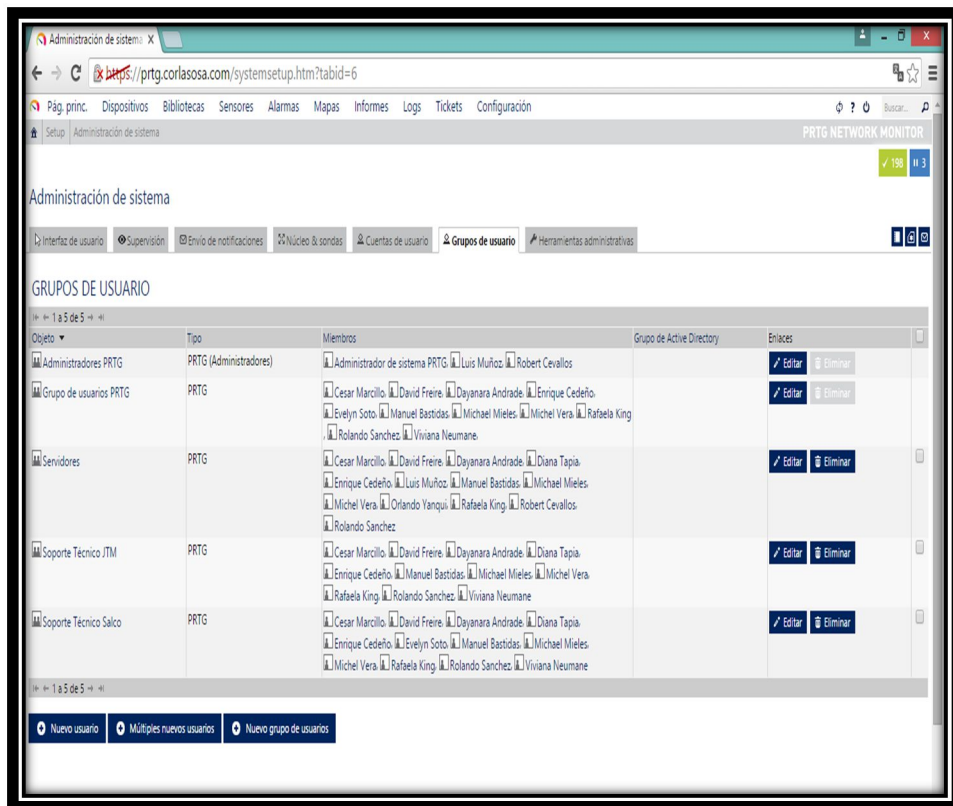 Administración de sistema X
https://prtg.corlasosa.com/systemsetup.htm?tabid=6
Pág. princ. Dispositivos Bibliotecas Sensores Alarmas Mapas Informes Logs Tickets Configuración ? Buscar...
Setup Administración de sistema PRTG NETWORK MONITOR
198 3
Administración de sistema
Interfaz de usuario Supervisión Envío de notificaciones Núcleo & sondas Cuentas de usuario Grupos de usuario Herramientas administrativas
GRUPOS DE USUARIO
1 a 5 de 5
Objeto Tipo Miembros Grupo de Active Directory Enlaces
Administradores PRTG PRTG (Administradores) Administrador de sistema PRTG, Luis Muñoz, Robert Cevallos Editar Eliminar
Grupo de usuarios PRTG PRTG Cesar Marcillo, David Freire, Dayanara Andrade, Enrique Cedeño, Editar Eliminar
Evelyn Soto, Manuel Bastidas, Michael Mieles, Michel Vera, Rafaela King
, Rolando Sanchez, Viviana Neumane,
Servidores PRTG Cesar Marcillo, David Freire, Dayanara Andrade, Diana Tapia, Editar Eliminar
Enrique Cedeño, Luis Muñoz, Manuel Bastidas, Michael Mieles,
Michel Vera, Orlando Yanqui, Rafaela King, Robert Cevallos,
Rolando Sanchez
Soporte Técnico JTM PRTG Cesar Marcillo, David Freire, Dayanara Andrade, Diana Tapia, Editar Eliminar
Enrique Cedeño, Manuel Bastidas, Michael Mieles, Michel Vera,
Rafaela King, Rolando Sanchez, Viviana Neumane
Soporte Técnico Salco PRTG Cesar Marcillo, David Freire, Dayanara Andrade, Diana Tapia, Editar Eliminar
Enrique Cedeño, Evelyn Soto, Manuel Bastidas, Michael Mieles,
Michel Vera, Rafaela King, Rolando Sanchez, Viviana Neumane
1 a 5 de 5
Nuevo usuario Múltiples nuevos usuarios Nuevo grupo de usuarios